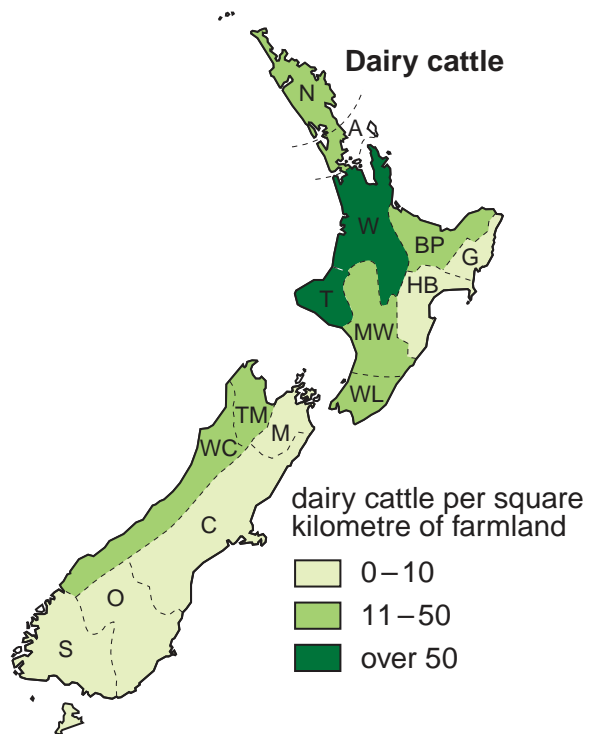 Dairy cattle
N
A
W
BP
G
HB
T
MW
WL
TM
M
WC
C
O
S
dairy cattle per square
kilometre of farmland
0–10
11–50
over 50